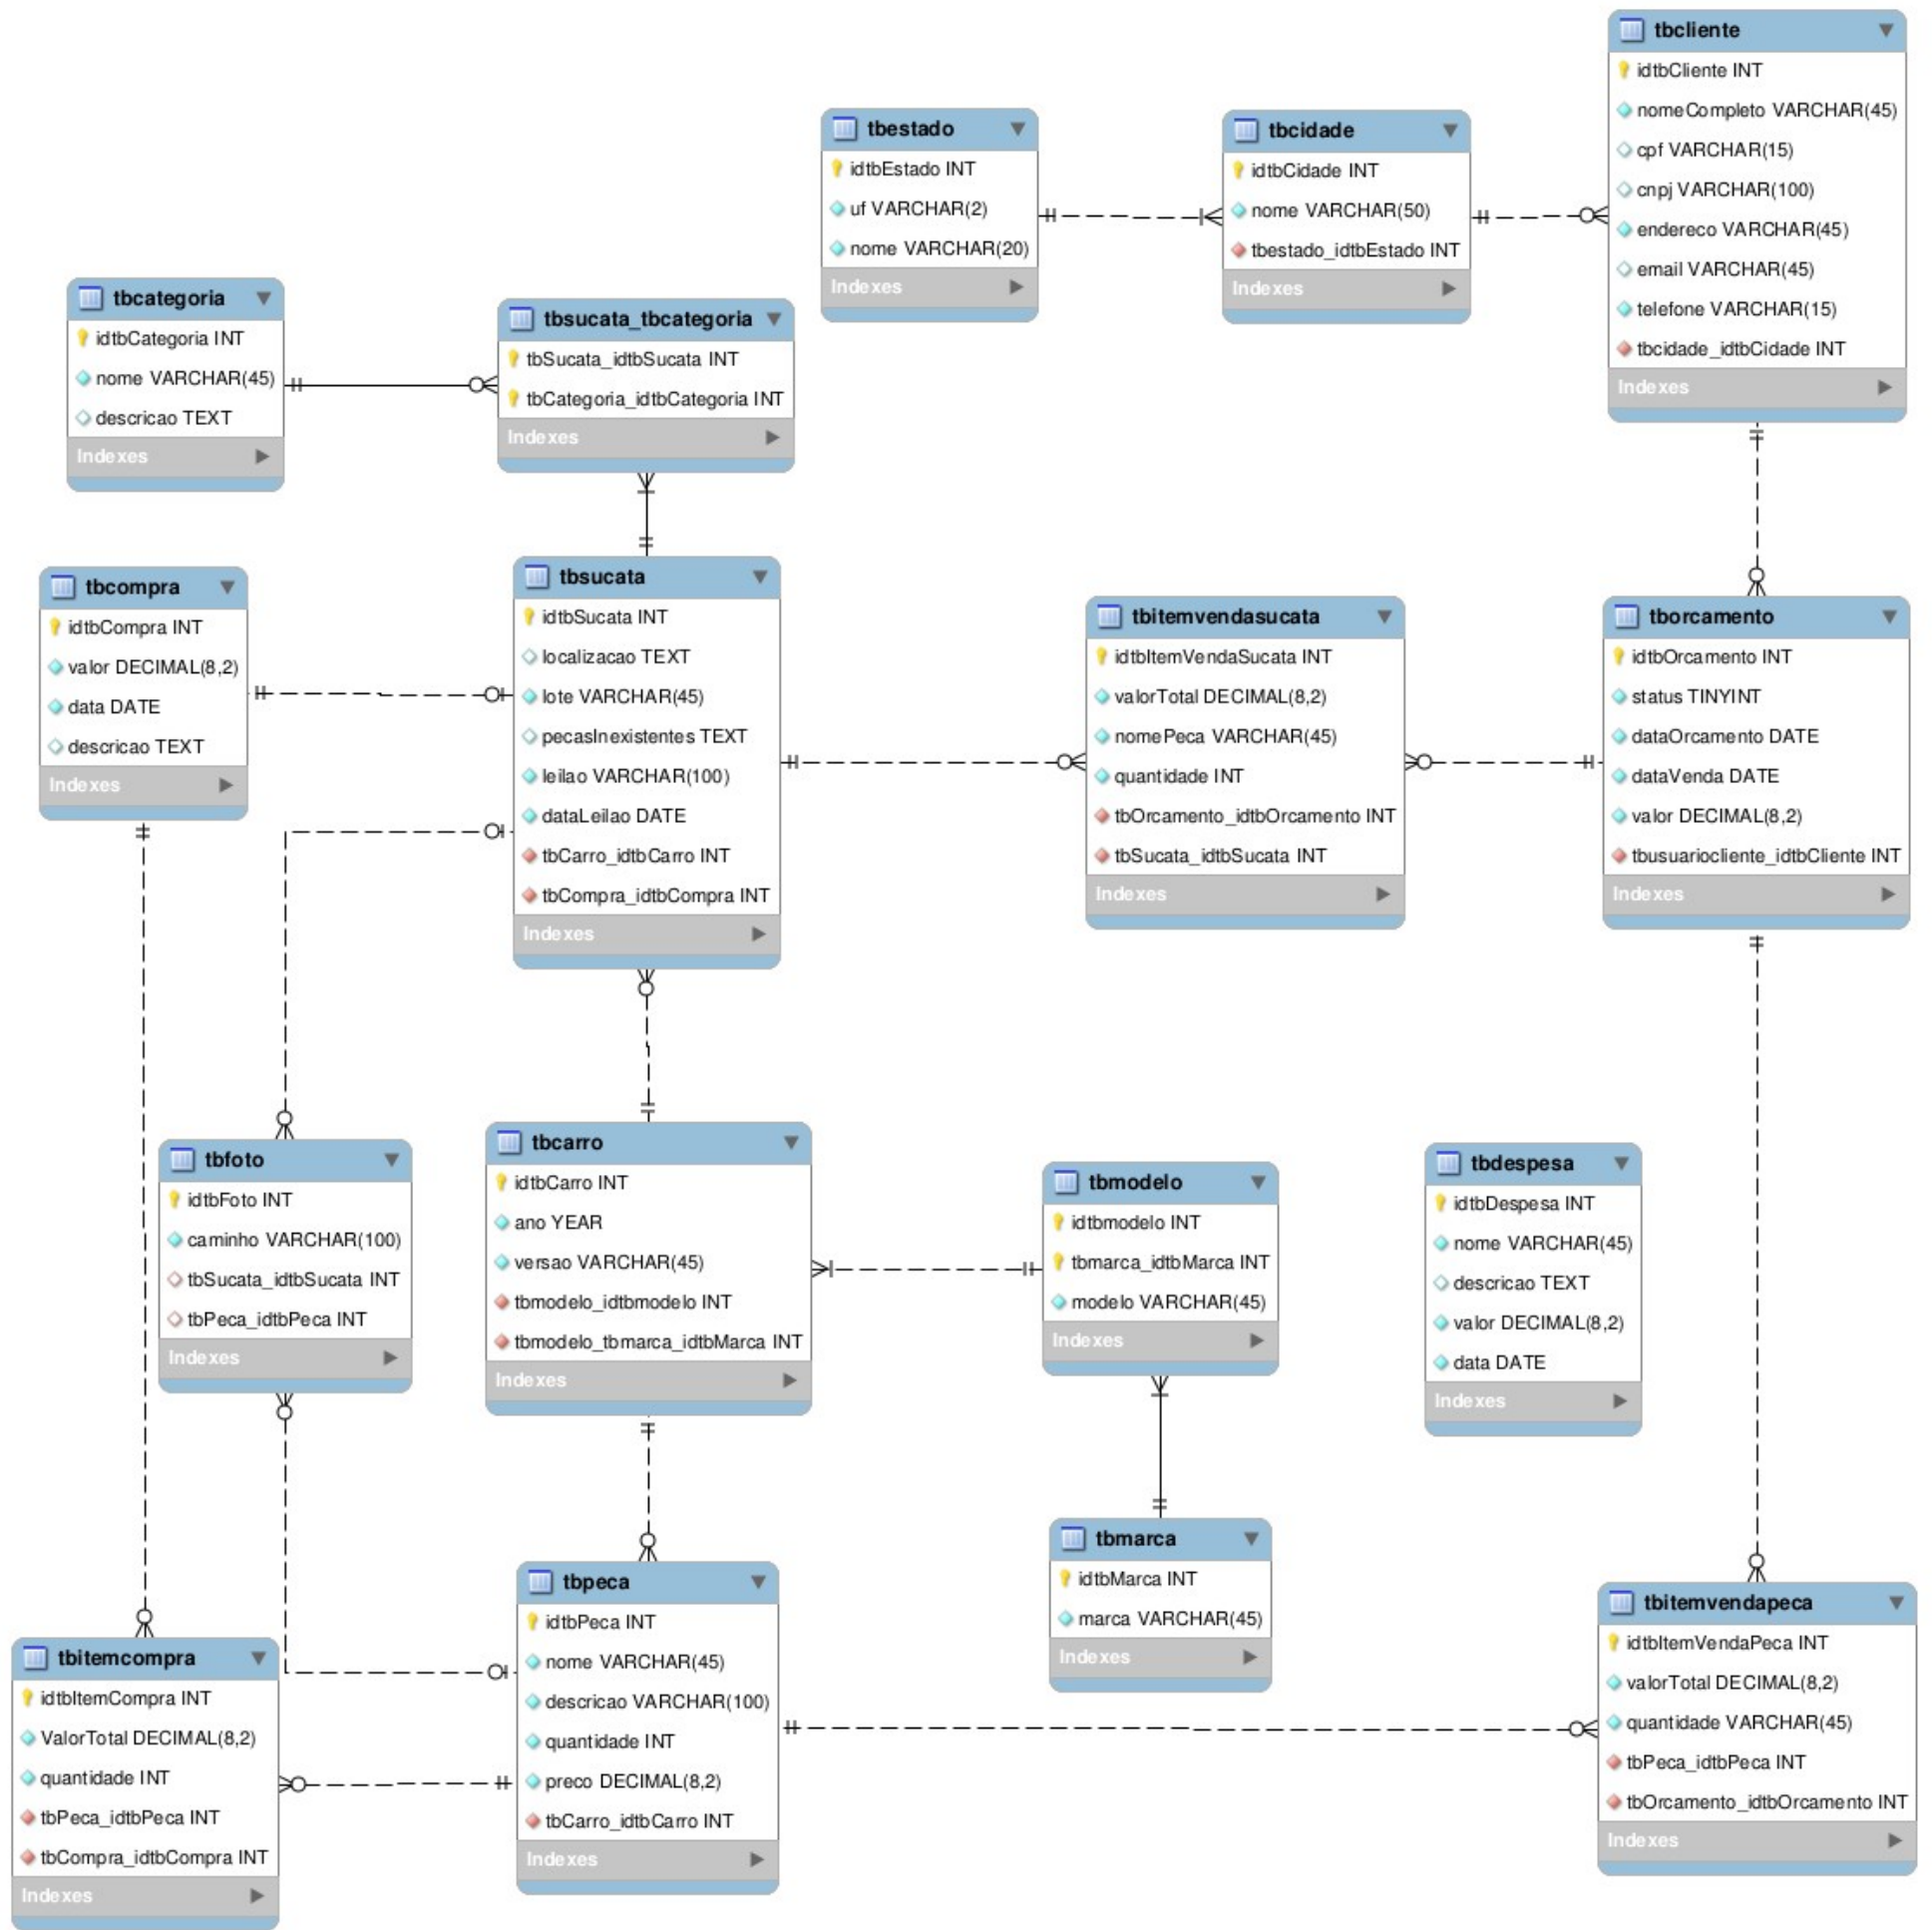 tbcliente
idtbCliente INT
nomeCompleto VARCHAR(45)
cpf VARCHAR(15)
cnpj VARCHAR(100)
endereco VARCHAR(45)
email VARCHAR(45)
telefone VARCHAR(15)
tbcidade_idtbCidade INT
Indexes
tbestado
idtbEstado INT
uf VARCHAR(2)
nome VARCHAR(20)
Indexes
tbcidade
idtbCidade INT
nome VARCHAR(50)
tbestado_idtbEstado INT
Indexes
tbcategoria
idtbCategoria INT
nome VARCHAR(45)
descricao TEXT
Indexes
tbsucata_tbcategoria
tbSucata_idtbSucata INT
tbCategoria_idtbCategoria INT
Indexes
tbcompra
idtbCompra INT
valor DECIMAL(8,2)
data DATE
descricao TEXT
Indexes
tbsucata
idtbSucata INT
localizacao TEXT
lote VARCHAR(45)
pecasInexistentes TEXT
leilao VARCHAR(100)
dataLeilao DATE
tbCarro_idtbCarro INT
tbCompra_idtbCompra INT
Indexes
tbitemvendasucata
idtbItemVendaSucata INT
valorTotal DECIMAL(8,2)
nomePeca VARCHAR(45)
quantidade INT
tbOrcamento_idtbOrcamento INT
tbSucata_idtbSucata INT
Indexes
tborcamento
idtbOrcamento INT
status TINYINT
dataOrcamento DATE
dataVenda DATE
valor DECIMAL(8,2)
tbusuariocliente_idtbCliente INT
Indexes
tbfoto
idtbFoto INT
caminho VARCHAR(100)
tbSucata_idtbSucata INT
tbPeca_idtbPeca INT
Indexes
tbcarro
idtbCarro INT
ano YEAR
versao VARCHAR(45)
tbmodelo_idtbmodelo INT
tbmodelo_tbmarca_idtbMarca INT
Indexes
tbmodelo
idtbmodelo INT
tbmarca_idtbMarca INT
modelo VARCHAR(45)
Indexes
tbdespesa
idtbDespesa INT
nome VARCHAR(45)
descricao TEXT
valor DECIMAL(8,2)
data DATE
Indexes
tbmarca
idtbMarca INT
marca VARCHAR(45)
Indexes
tbitemcompra
idtbItemCompra INT
ValorTotal DECIMAL(8,2)
quantidade INT
tbPeca_idtbPeca INT
tbCompra_idtbCompra INT
Indexes
tbpeca
idtbPeca INT
nome VARCHAR(45)
descricao VARCHAR(100)
quantidade INT
preco DECIMAL(8,2)
tbCarro_idtbCarro INT
Indexes
tbitemvendapeca
idtbItemVendaPeca INT
valorTotal DECIMAL(8,2)
quantidade VARCHAR(45)
tbPeca_idtbPeca INT
tbOrcamento_idtbOrcamento INT
Indexes